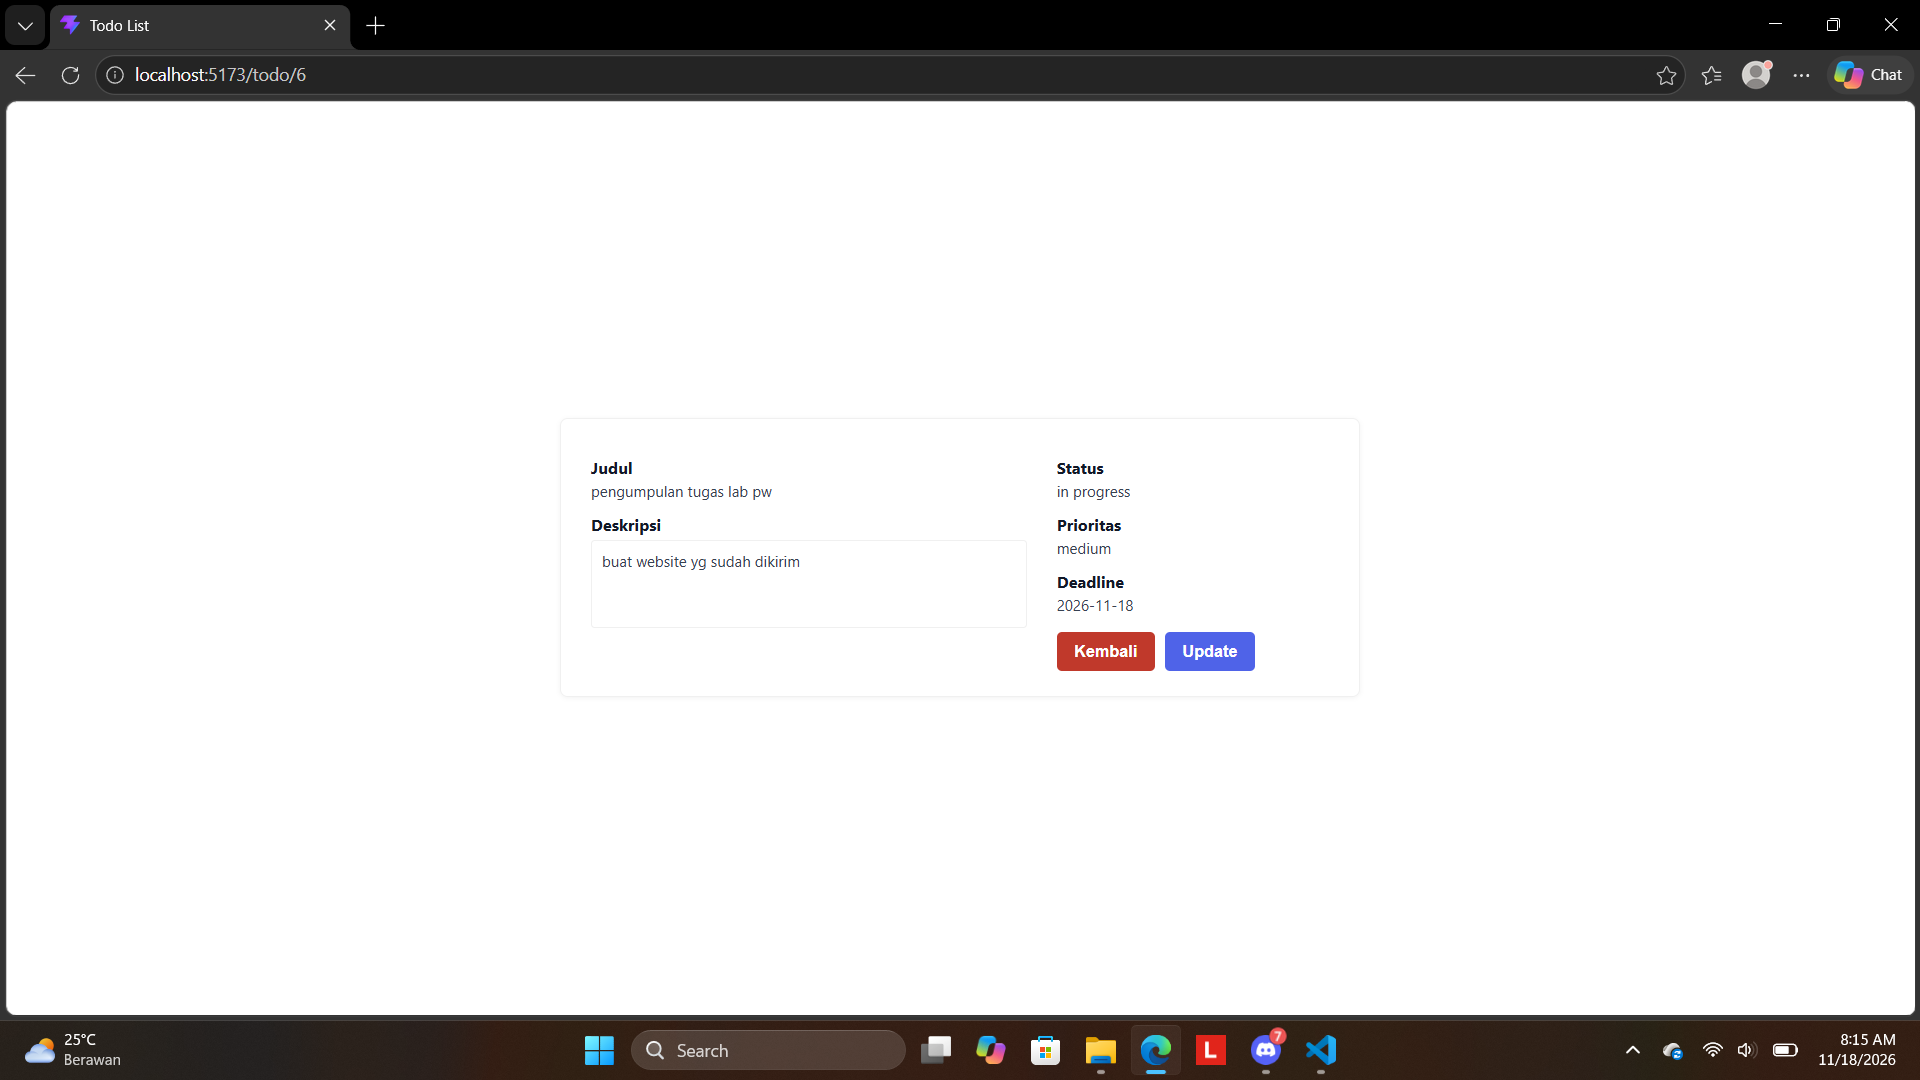 Todo List
localhost:5173/todo/6
Chat
Judul
pengumpulan tugas lab pw
Deskripsi
buat website yg sudah dikirim
Status
in progress
Prioritas
medium
Deadline
2026-11-18
Kembali
Update
25°C
Berawan
Search
L
7
8:15 AM
11/18/2026